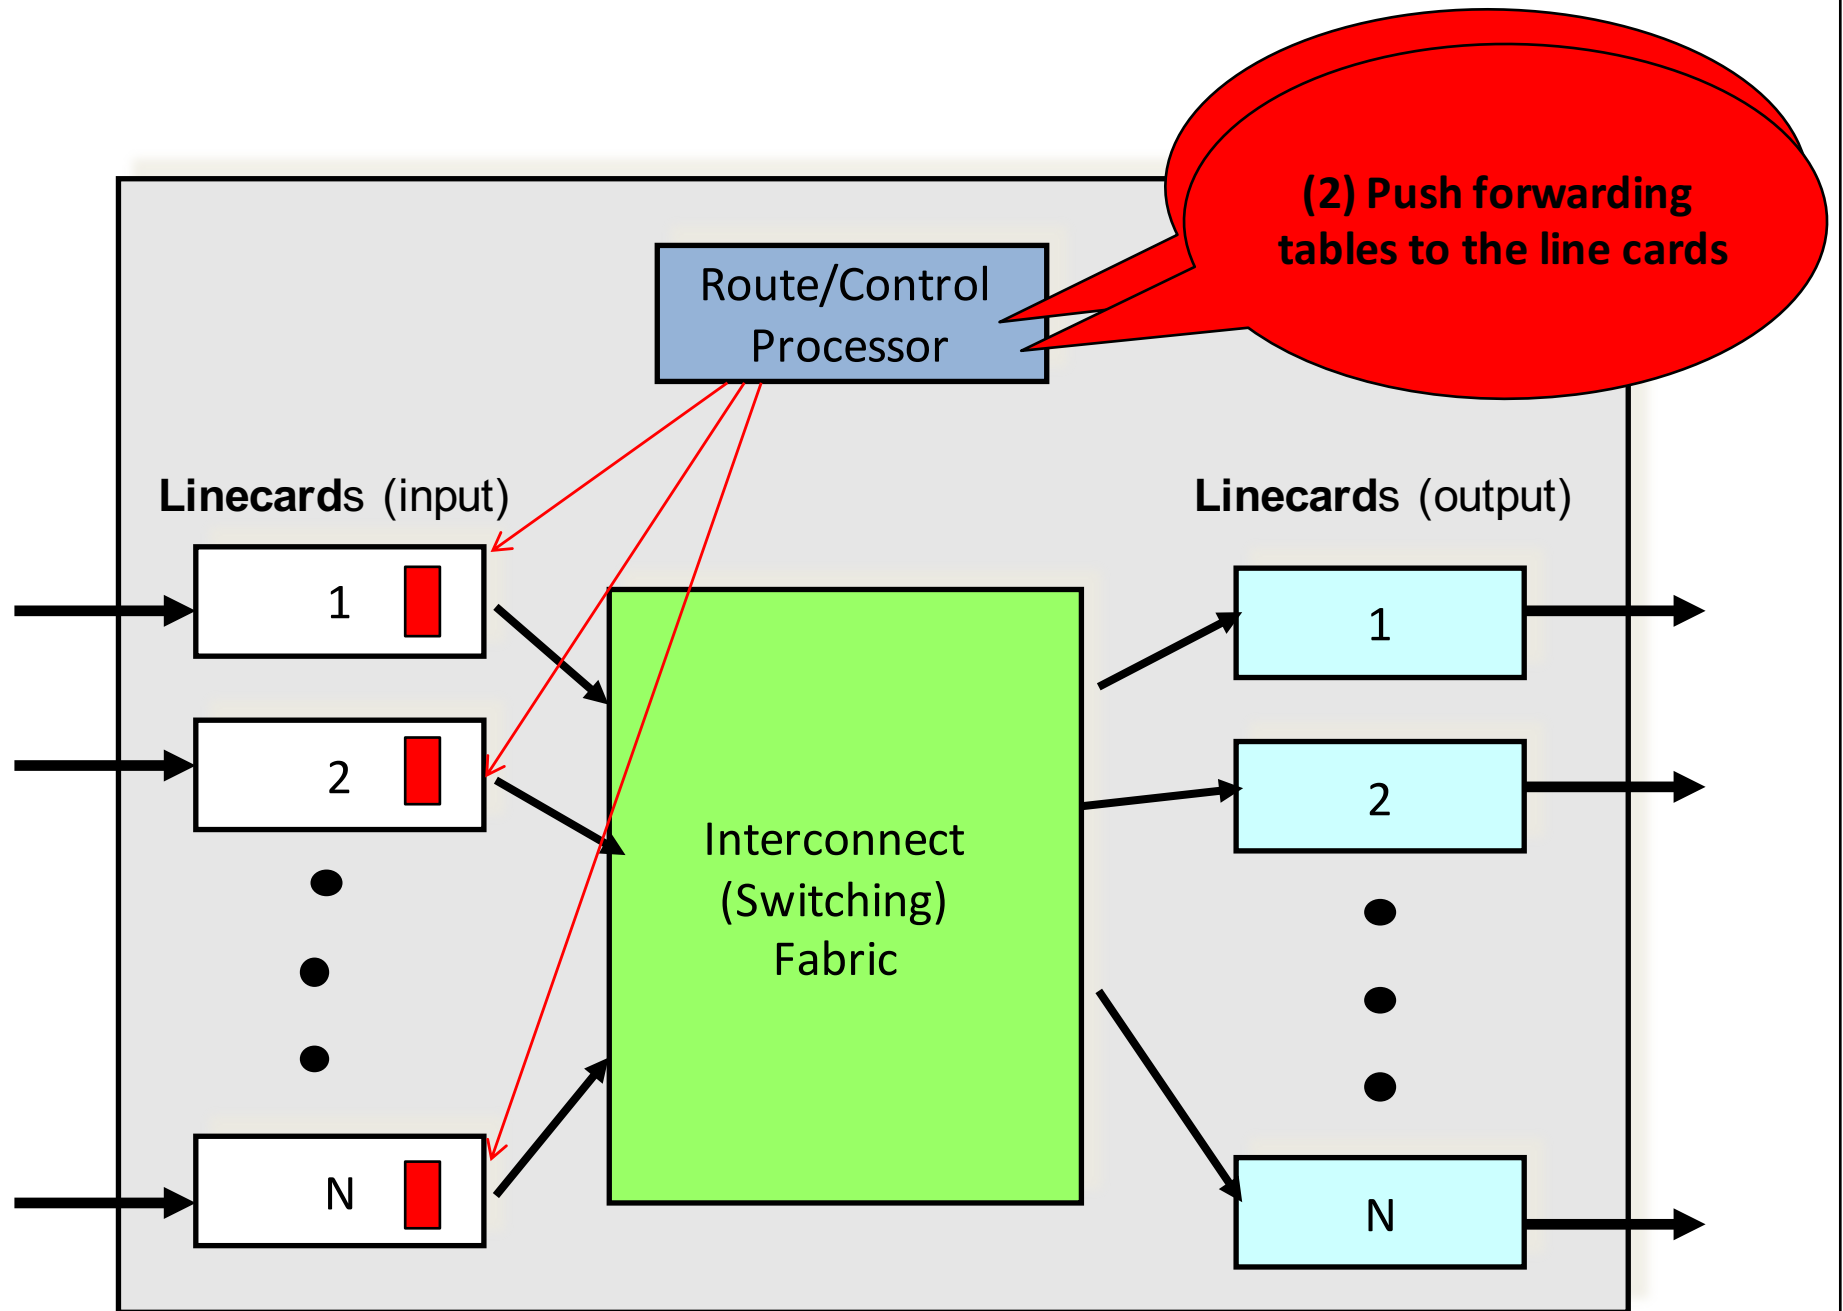 (2) Push forwarding
tables to the line cards
Route/Control
Processor
Linecards (input)
Linecards (output)
1
2
N
Interconnect
(Switching)
Fabric
1
2
N